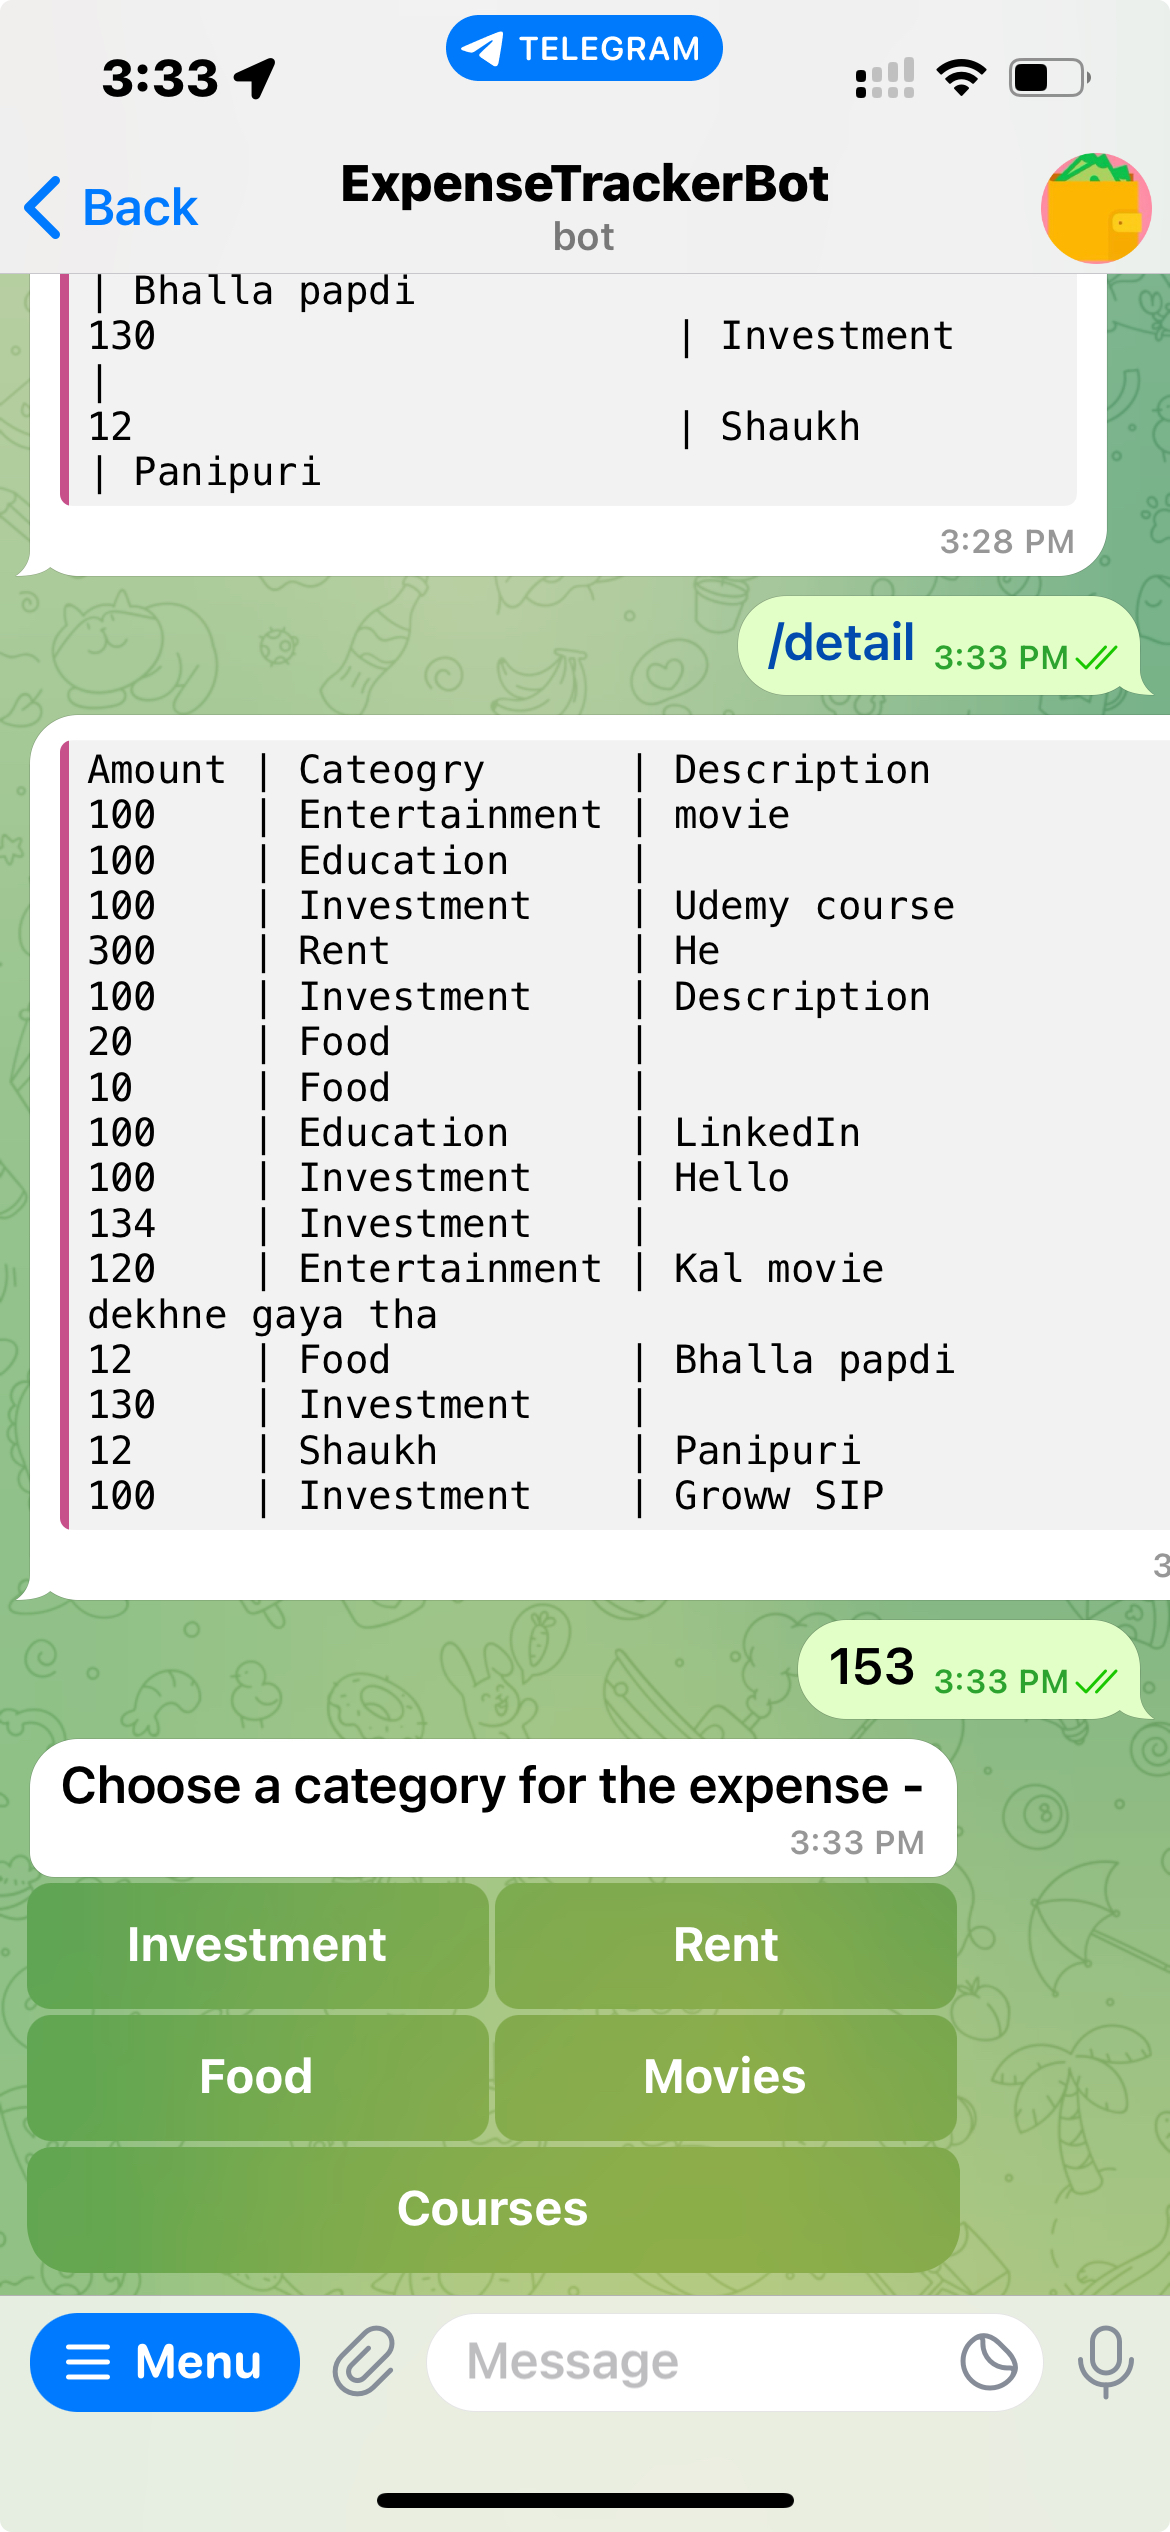 3:33
TELEGRAM
Back
ExpenseTrackerBot
bot
| Bhalla papdi
130 | Investment
|
12 | Shaukh
| Panipuri
3:28 PM
/detail 3:33 PM
Amount | Cateogry | Description
100 | Entertainment | movie
100 | Education |
100 | Investment | Udemy course
300 | Rent | He
100 | Investment | Description
20 | Food |
10 | Food |
100 | Education | LinkedIn
100 | Investment | Hello
134 | Investment |
120 | Entertainment | Kal movie
dekhne gaya tha
12 | Food | Bhalla papdi
130 | Investment |
12 | Shaukh | Panipuri
100 | Investment | Groww SIP
3
153 3:33 PM
Choose a category for the expense -
3:33 PM
Investment Rent
Food Movies
Courses
Menu
Message